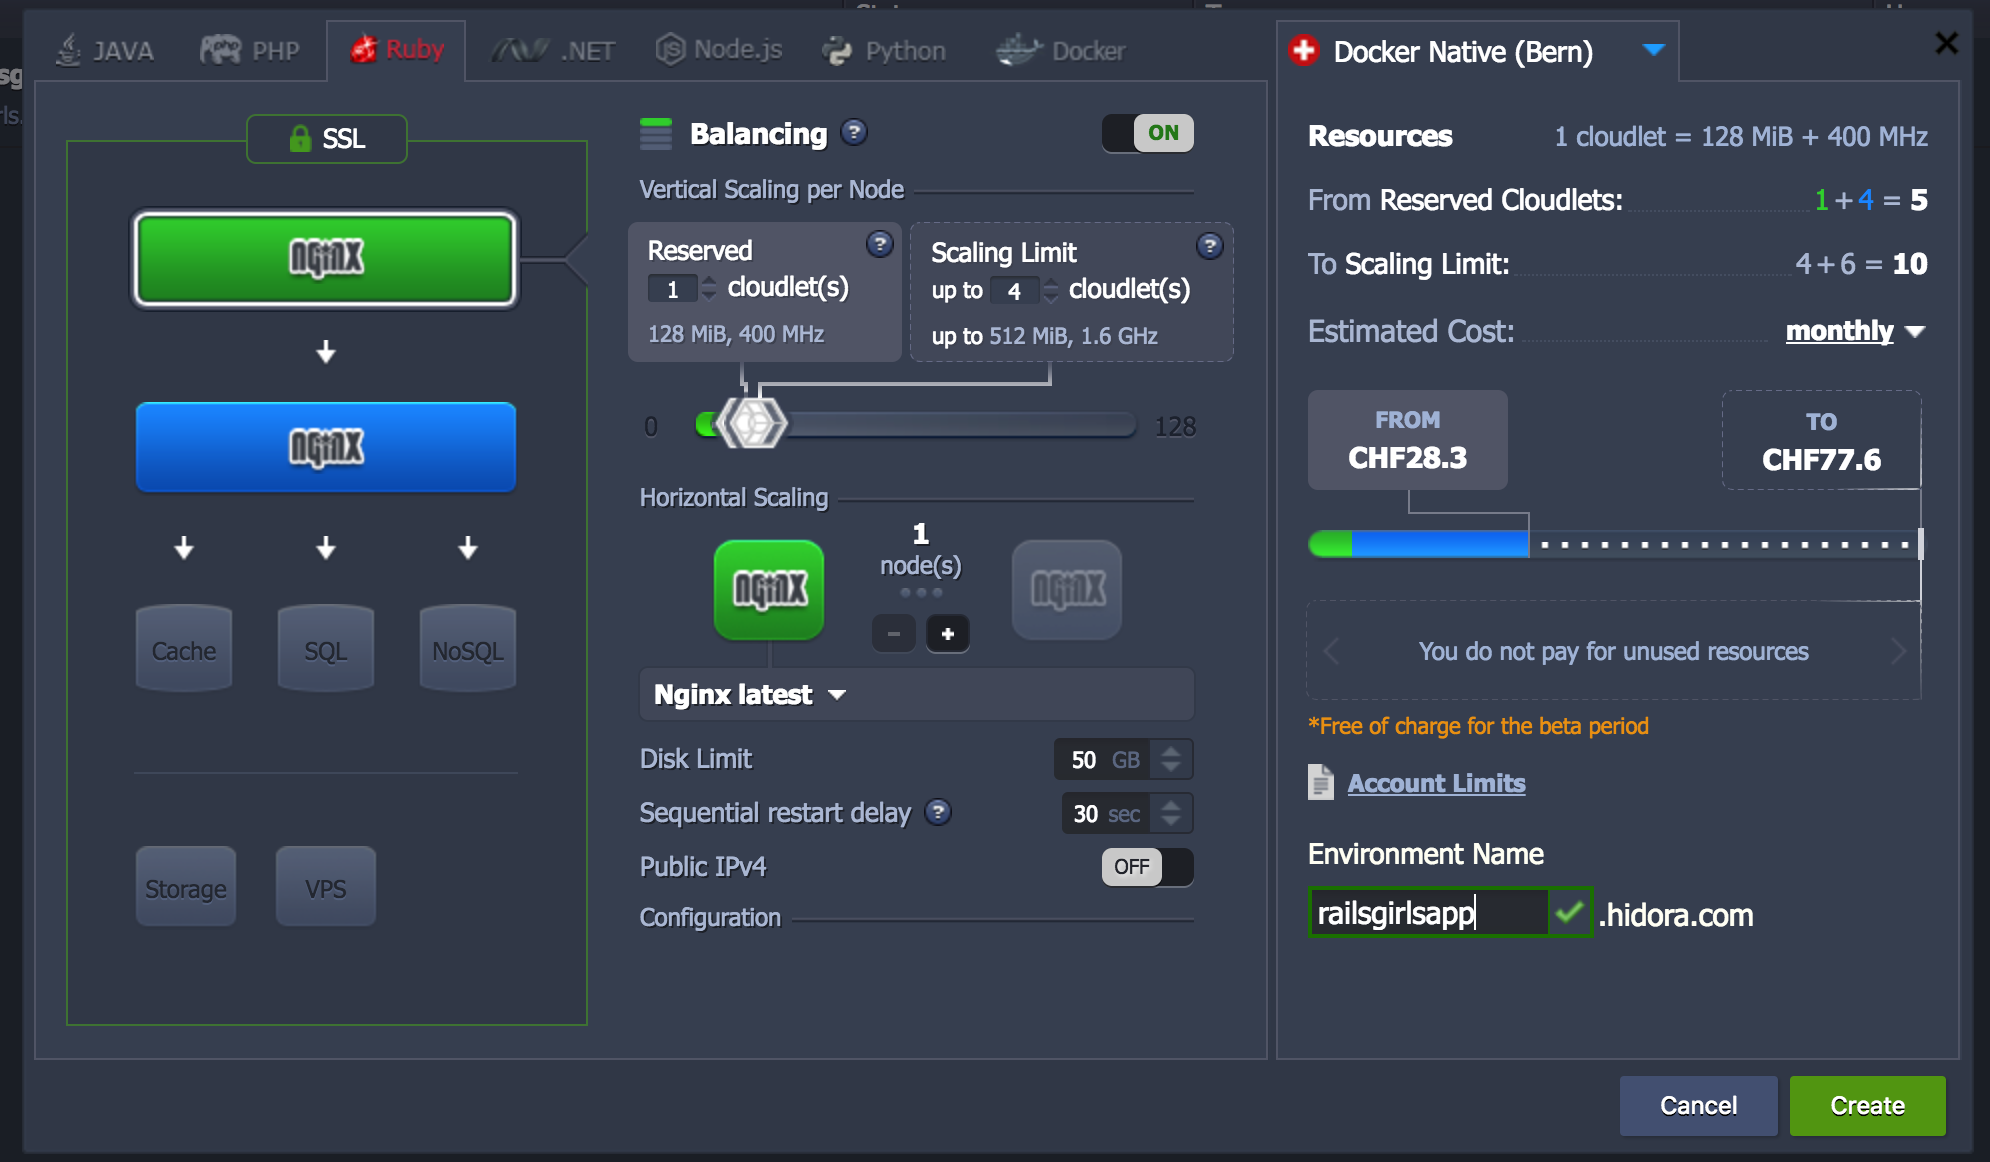 JAVA
php PHP
Ruby
.NET
JS Node.js
Python
Docker
Docker Native (Bern)
SSL
NGINX
NGINX
Cache
SQL
NoSQL
Storage
VPS
Balancing ?
ON
Vertical Scaling per Node
Reserved ?
1 cloudlet(s)
128 MiB, 400 MHz
Scaling Limit ?
up to 4 cloudlet(s)
up to 512 MiB, 1.6 GHz
0
128
Horizontal Scaling
NGINX
1
node(s)
- +
NGINX
Nginx latest
Disk Limit
50 GB
Sequential restart delay ?
30 sec
Public IPv4
OFF
Configuration
Resources
1 cloudlet = 128 MiB + 400 MHz
From Reserved Cloudlets: 1 + 4 = 5
To Scaling Limit: 4 + 6 = 10
Estimated Cost: monthly
FROM
CHF28.3
TO
CHF77.6
You do not pay for unused resources
*Free of charge for the beta period
Account Limits
Environment Name
railsgirlsapp .hidora.com
Cancel
Create